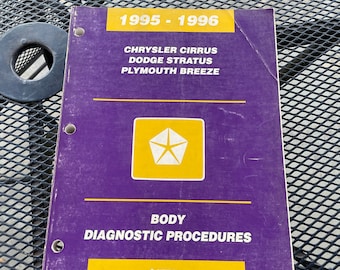 1995 - 1996
CHRYSLER CIRRUS
DODGE STRATUS
PLYMOUTH BREEZE
BODY
DIAGNOSTIC PROCEDURES